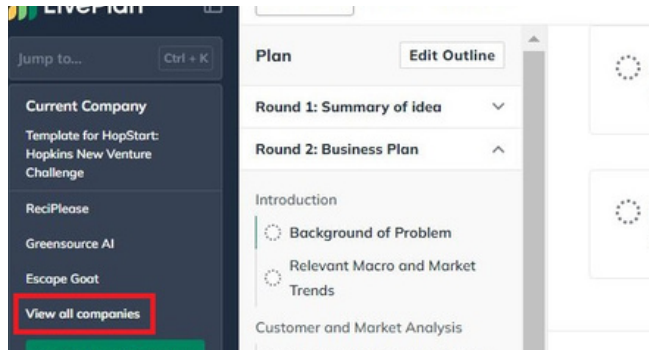 LivePlan
Jump to...
Ctrl + K
Current Company
Template for HopStart:
Hopkins New Venture
Challenge
ReciPlease
Greensource AI
Escape Goat
View all companies
Plan
Edit Outline
Round 1: Summary of idea
Round 2: Business Plan
Introduction
Background of Problem
Relevant Macro and Market
Trends
Customer and Market Analysis